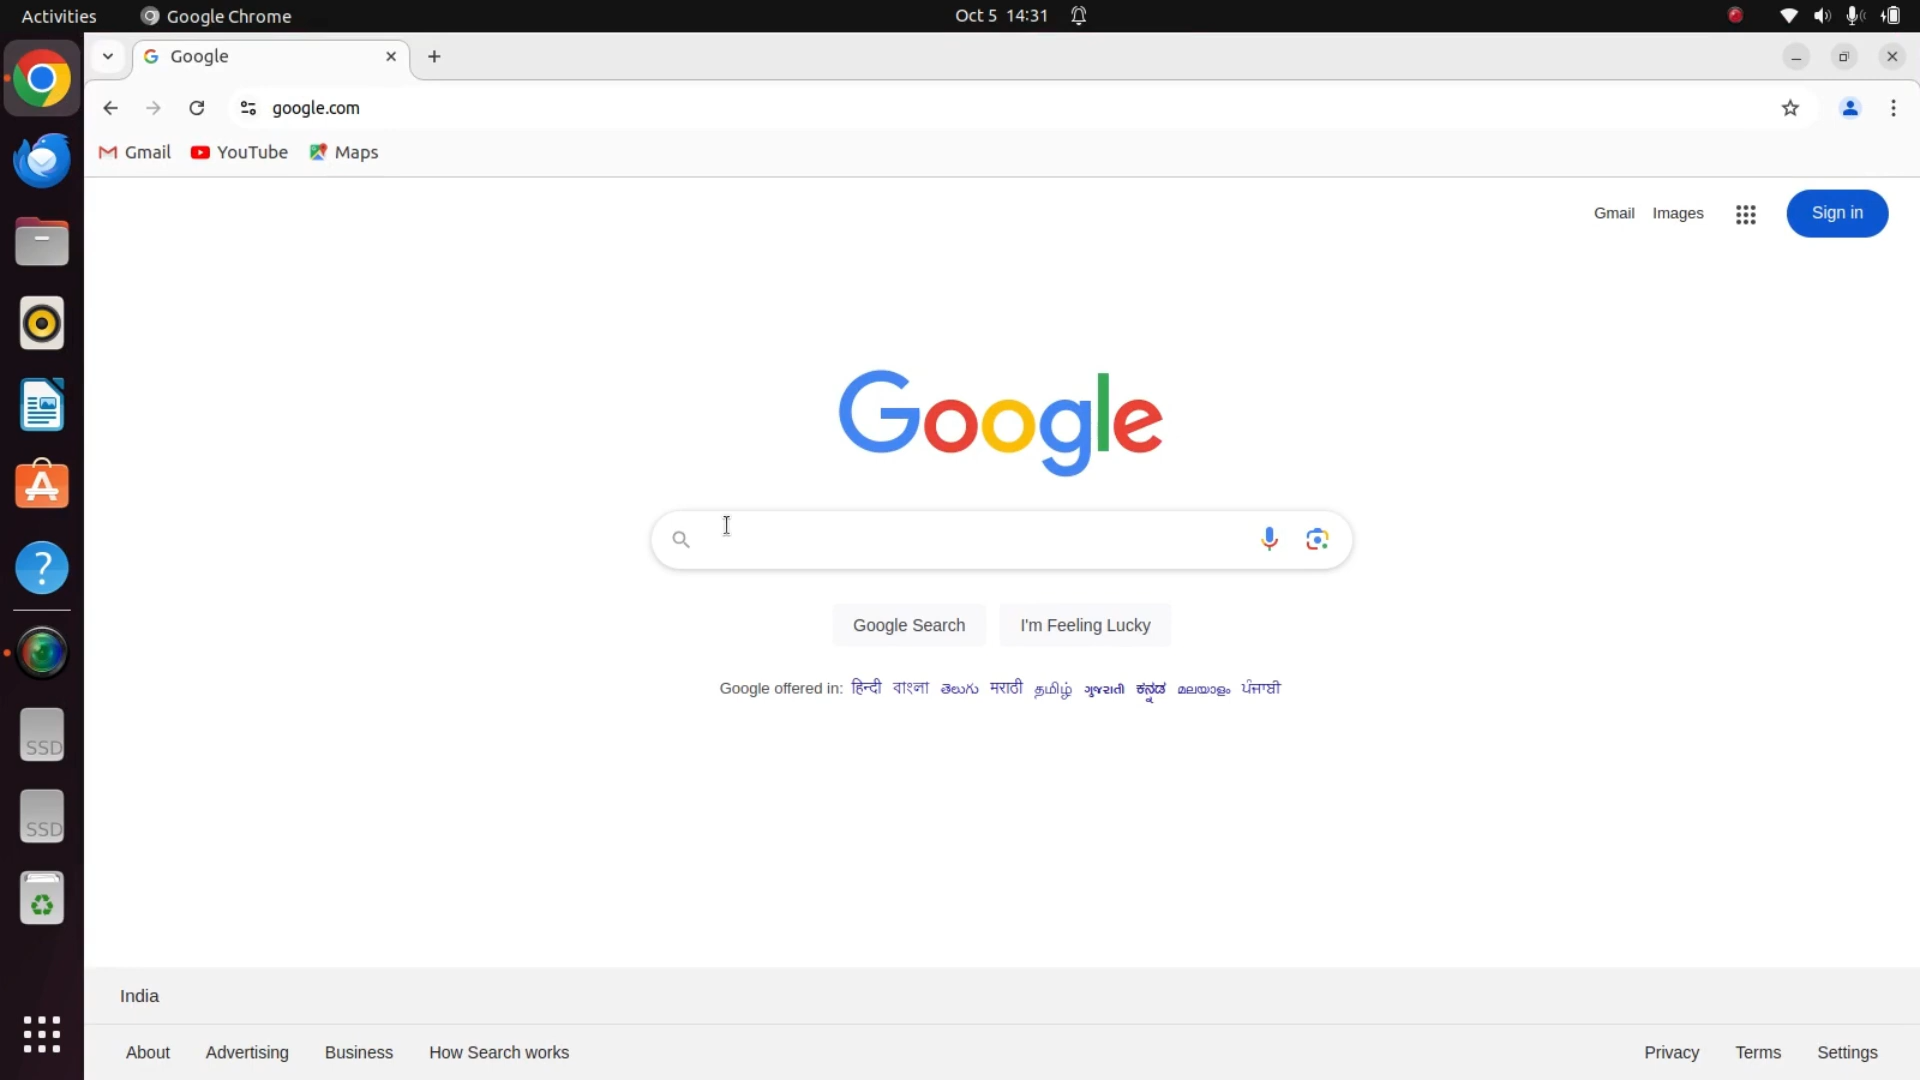 Activities Google Chrome Oct 5 14:31
Google
google.com
Gmail YouTube Maps
Gmail Images Sign in
Google
Google Search I'm Feeling Lucky
Google offered in: हिन्दी বাংলা తెలుగు मराठी தமிழ் ગુજરાતી ಕನ್ನಡ മലയാളം ਪੰਜਾਬੀ
SSD
SSD
India
About Advertising Business How Search works Privacy Terms Settings